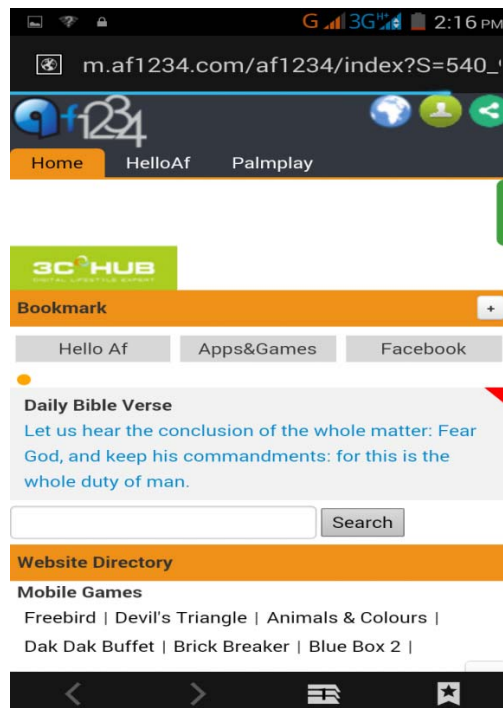 G 3G H+ 2:16 PM
m.af1234.com/af1234/index?S=540_
af1234
Home HelloAf Palmplay
3C HUB
DIGITAL LIFESTYLE EXPERT
Bookmark +
Hello Af Apps&Games Facebook
Daily Bible Verse
Let us hear the conclusion of the whole matter: Fear
God, and keep his commandments: for this is the
whole duty of man.
Search
Website Directory
Mobile Games
Freebird | Devil's Triangle | Animals & Colours |
Dak Dak Buffet | Brick Breaker | Blue Box 2 |